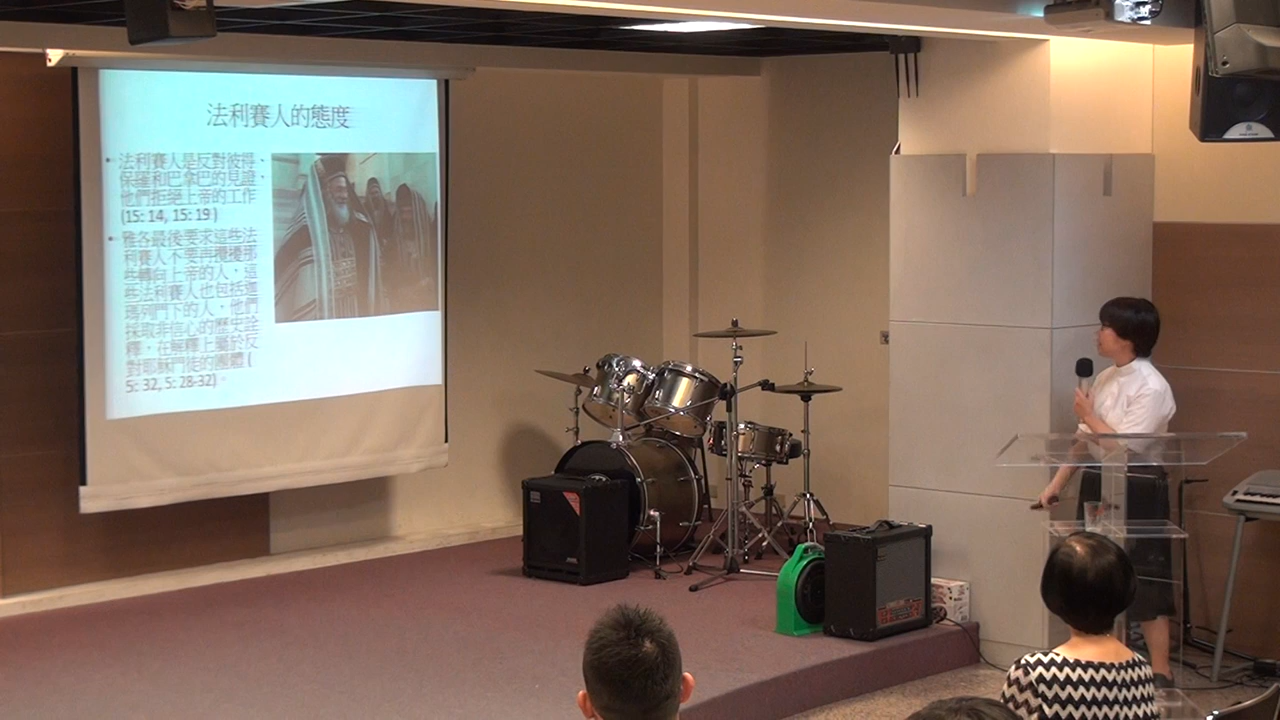 法利賽人的態度
法利賽人是反對彼得、
保羅和巴拿巴的見證，
他們拒絕上帝的工作
(15: 14, 15: 19 )
雅各最後要求這些法
利賽人不要再攪擾那
些轉向上帝的人，這
些法利賽人也包括迦
瑪列門下的人，他們
採取非信心的歷史詮
釋，在解釋上屬於反
對耶穌門徒的團體 (
5: 32, 5: 28-32)。